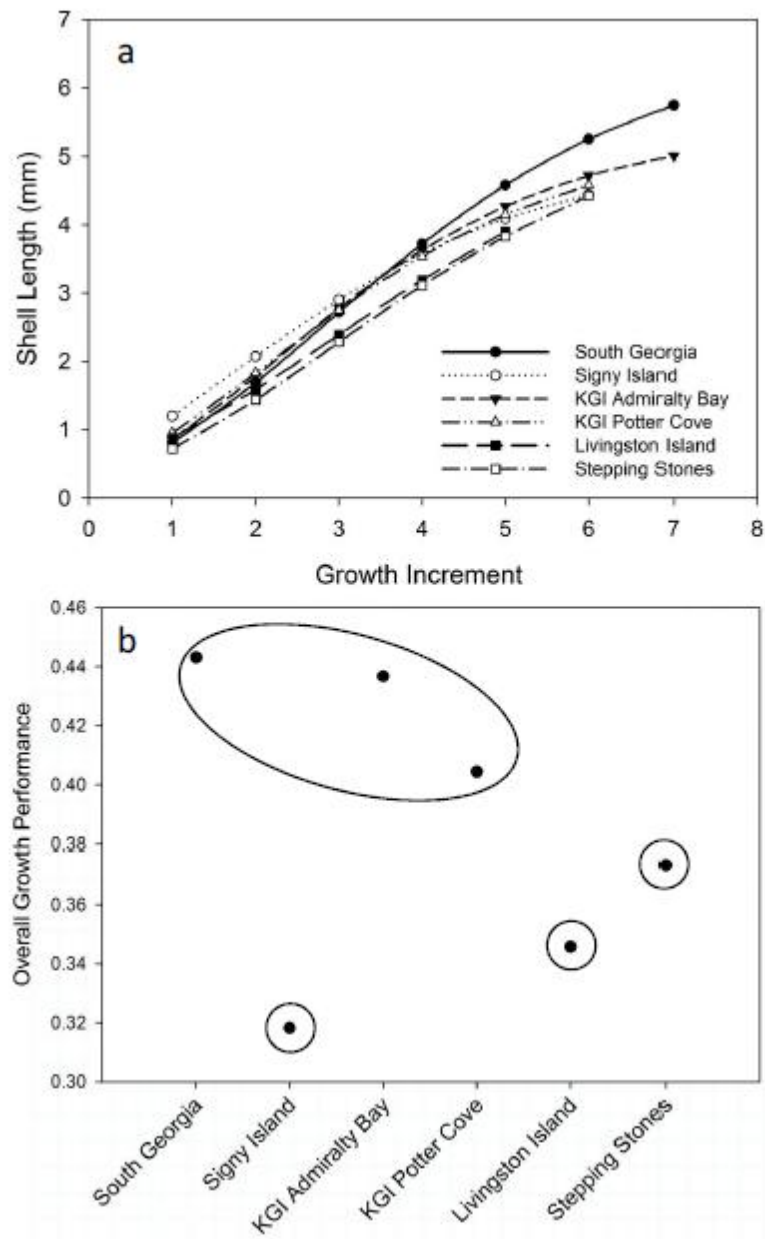 a
7
6
5
4
3
2
1
0
Shell Length (mm)
South Georgia
Signy Island
KGI Admiralty Bay
KGI Potter Cove
Livingston Island
Stepping Stones
0 1 2 3 4 5 6 7 8
Growth Increment
b
0.46
0.44
0.42
0.40
0.38
0.36
0.34
0.32
0.30
Overall Growth Performance
South Georgia
Signy Island
KGI Admiralty Bay
KGI Potter Cove
Livingston Island
Stepping Stones